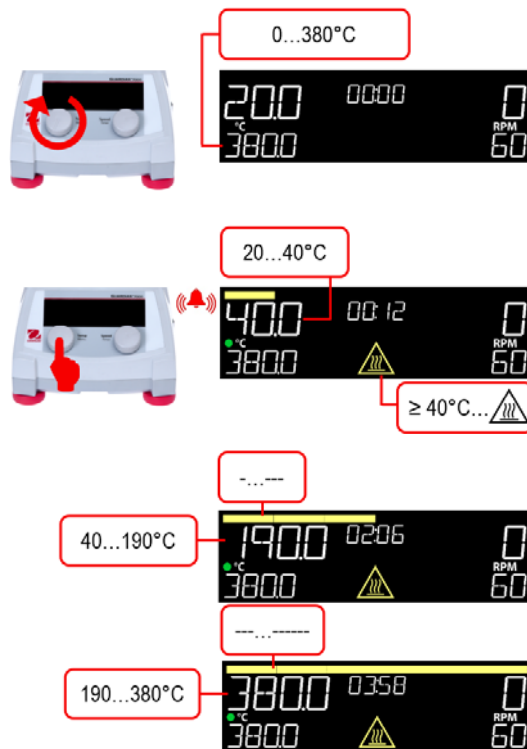 0...380°C
20.0 00:00 0
°C RPM
380.0 60
20...40°C
40.0 00:12 0
°C RPM
380.0 60
≥ 40°C...
-...---
40...190°C
190.0 02:06 0
°C RPM
380.0 60
---...------
190...380°C
380.0 03:58 0
°C RPM
380.0 60